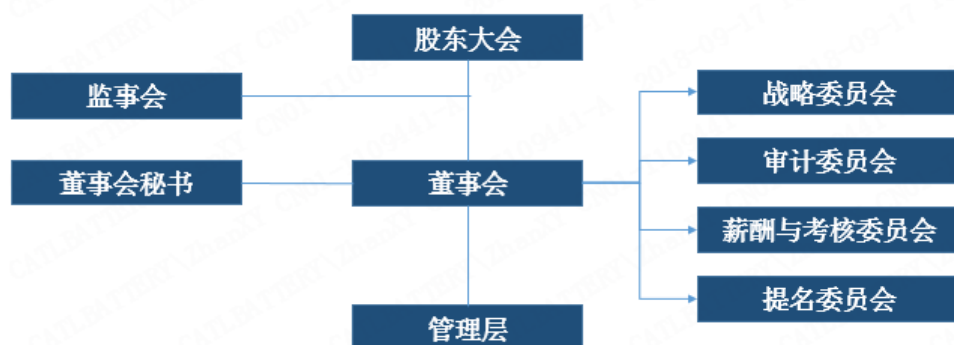 股东大会
监事会
战略委员会
审计委员会
董事会秘书
董事会
薪酬与考核委员会
提名委员会
管理层